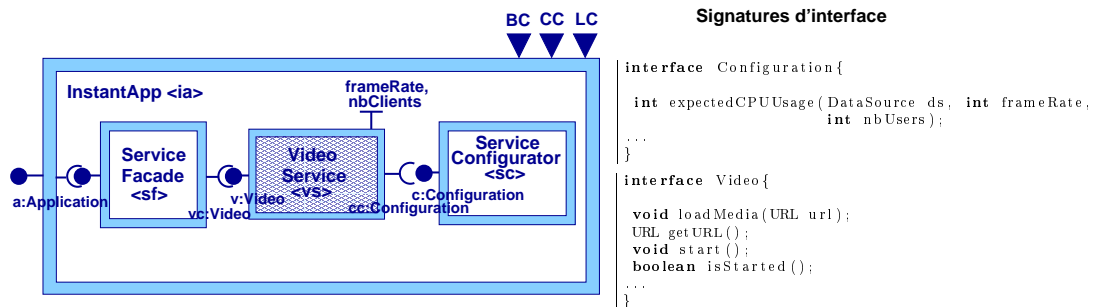 BC CC LC
Signatures d'interface
InstantApp <ia>
frameRate,
nbClients
Service
Facade
<sf>
Video
Service
<vs>
Service
Configurator
<sc>
a:Application
v:Video
vc:Video
c:Configuration
cc:Configuration
interface Configuration{
int expectedCPUUsage(DataSource ds, int frameRate,
int nbUsers);
...
}
interface Video{
void loadMedia(URL url);
URL getURL();
void start();
boolean isStarted();
...
}